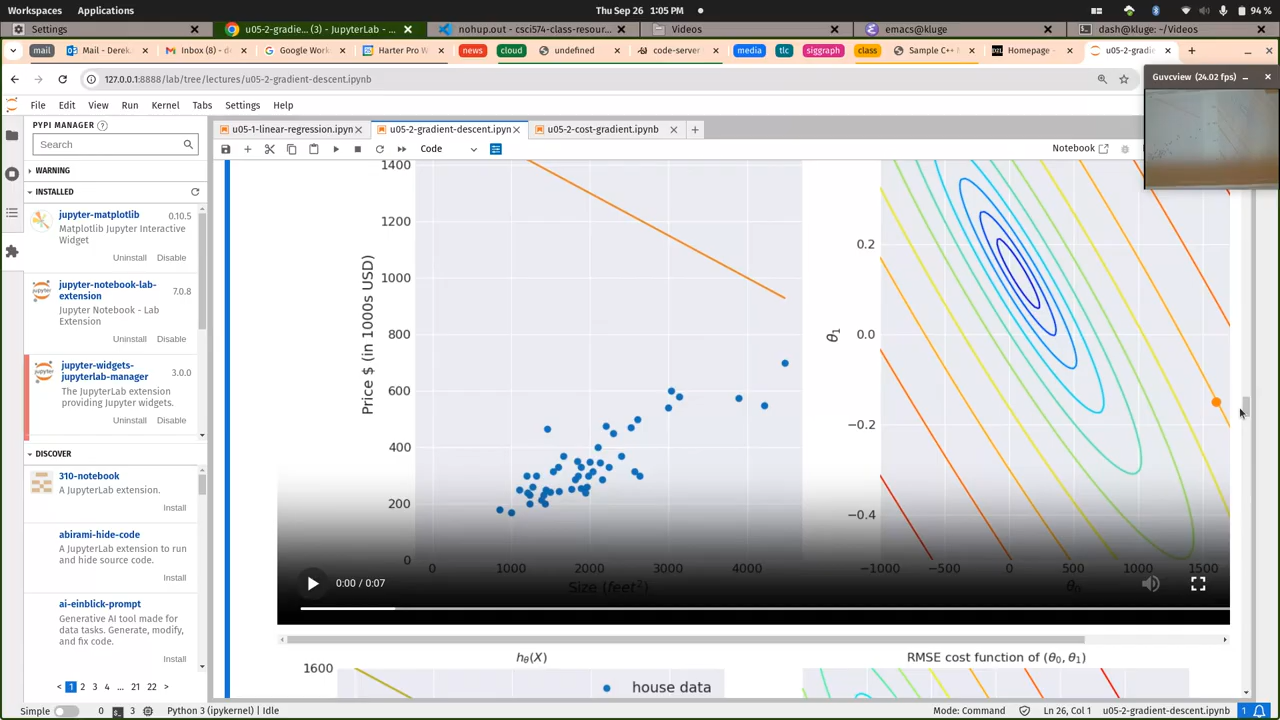 Workspaces Applications Thu Sep 26 1:05 PM 94 %
Settings × u05-2-gradie... (3) - JupyterLab - ... × nohup.out - csci574-class-resour... × Videos × emacs@kluge × dash@kluge: ~/Videos ×
mail Mail - Derek. × Inbox (8) - d × Google Work × Harter Pro W × news cloud undefined × code-server × media tlc siggraph class Sample C++ M × Homepage - × u05-2-gradi ×
127.0.0.1:8888/lab/tree/lectures/u05-2-gradient-descent.ipynb
Guvcview (24.02 fps)
File Edit View Run Kernel Tabs Settings Help
PYPI MANAGER ?
Search
WARNING
INSTALLED
jupyter-matplotlib 0.10.5
Matplotlib Jupyter Interactive
Widget
Uninstall Disable
jupyter-notebook-lab-
extension 7.0.8
Jupyter Notebook - Lab
Extension
Uninstall Disable
jupyter-widgets-
jupyterlab-manager 3.0.0
The JupyterLab extension
providing Jupyter widgets.
Uninstall Disable
DISCOVER
310-notebook
A JupyterLab extension.
Install
abirami-hide-code
A JupyterLab extension to run
and hide source code.
Install
ai-einblick-prompt
Generative AI tool made for
data tasks. Generate, modify,
and fix code.
Install
< 1 2 3 4 ... 21 22 >
u05-1-linear-regression.ipyn × u05-2-gradient-descent.ipyn × u05-2-cost-gradient.ipynb × +
Code Notebook
1400
1200
1000
800
600
400
200
0
Price $ (in 1000s USD)
0 1000 2000 3000 4000
Size (feet²)
0.2
0.0
−0.2
−0.4
θ₁
−1000 −500 0 500 1000 1500
θ₀
0:00 / 0:07
hθ(X) RMSE cost function of (θ₀, θ₁)
1600
house data
Simple 0 3 Python 3 (ipykernel) | Idle Mode: Command Ln 26, Col 1 u05-2-gradient-descent.ipynb 1